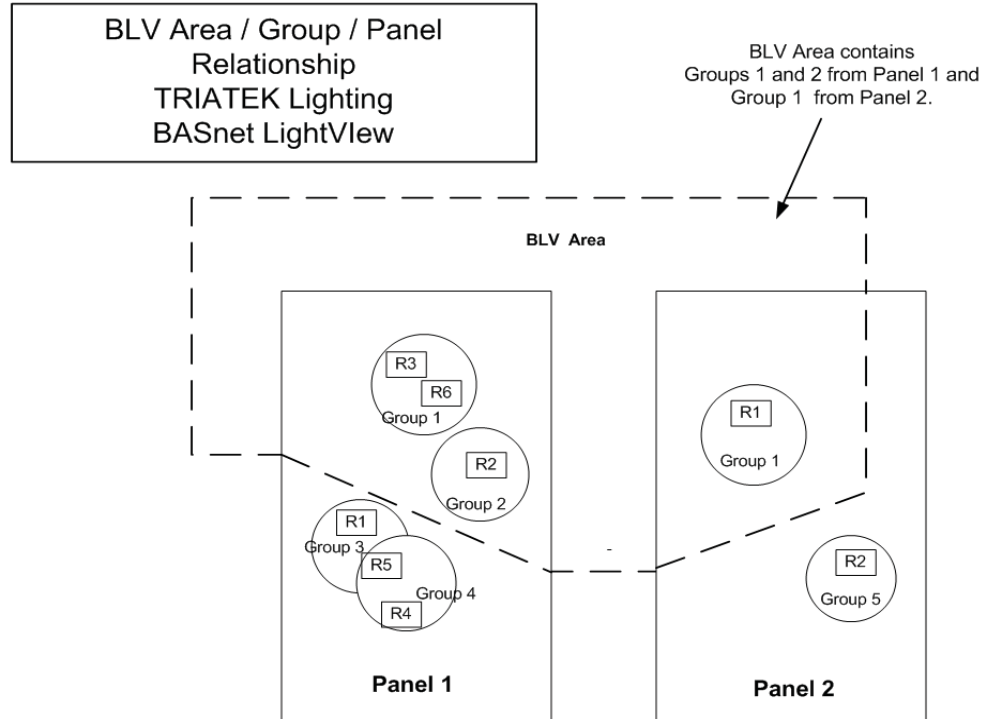 BLV Area / Group / Panel
Relationship
TRIATEK Lighting
BASnet LightVIew
BLV Area contains
Groups 1 and 2 from Panel 1 and
Group 1 from Panel 2.
BLV Area
R3
R6
Group 1
R2
Group 2
R1
Group 3
R5
Group 4
R4
Panel 1
R1
Group 1
-
R2
Group 5
Panel 2